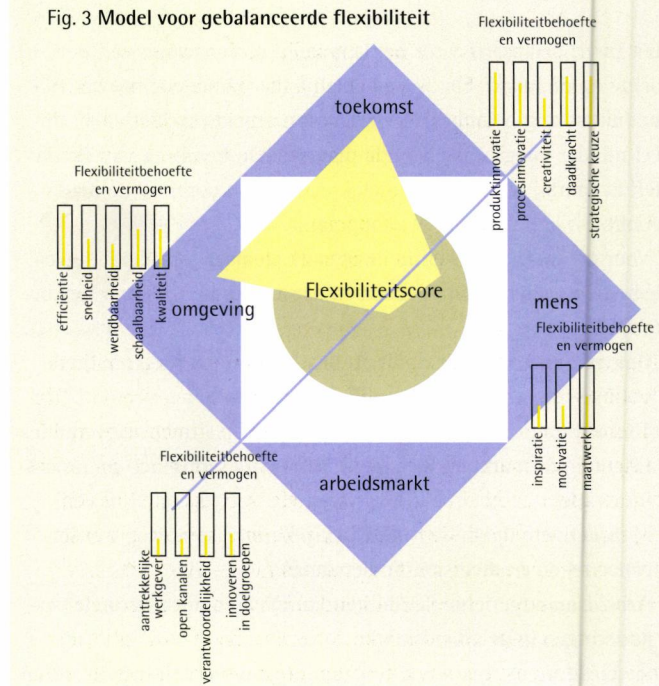 Fig. 3 Model voor gebalanceerde flexibiliteit
Flexibiliteitbehoefte
en vermogen
produktinnovatie
procesinnovatie
creativiteit
daadkracht
strategische keuze
toekomst
Flexibiliteitbehoefte
en vermogen
efficiëntie
snelheid
wendbaarheid
schaalbaarheid
kwaliteit
omgeving
Flexibiliteitscore
mens
Flexibiliteitbehoefte
en vermogen
inspiratie
motivatie
maatwerk
arbeidsmarkt
Flexibiliteitbehoefte
en vermogen
aantrekkelijke
werkgever
open kanalen
verantwoordelijkheid
innoveren
in doelgroepen